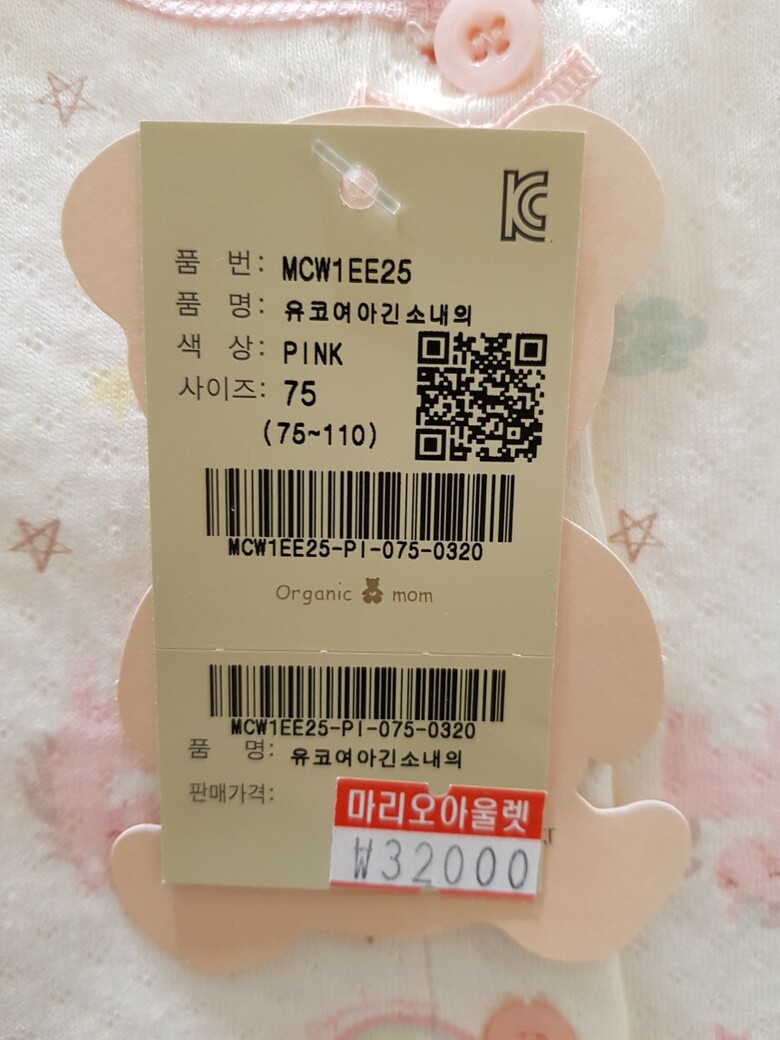 KC
품 번: MCW1EE25
품 명: 유코여아긴소내의
색 상: PINK
사이즈: 75
(75~110)
MCW1EE25-PI-075-0320
Organic mom
MCW1EE25-PI-075-0320
품 명: 유코여아긴소내의
판매가격:
마리오아울렛
₩32000